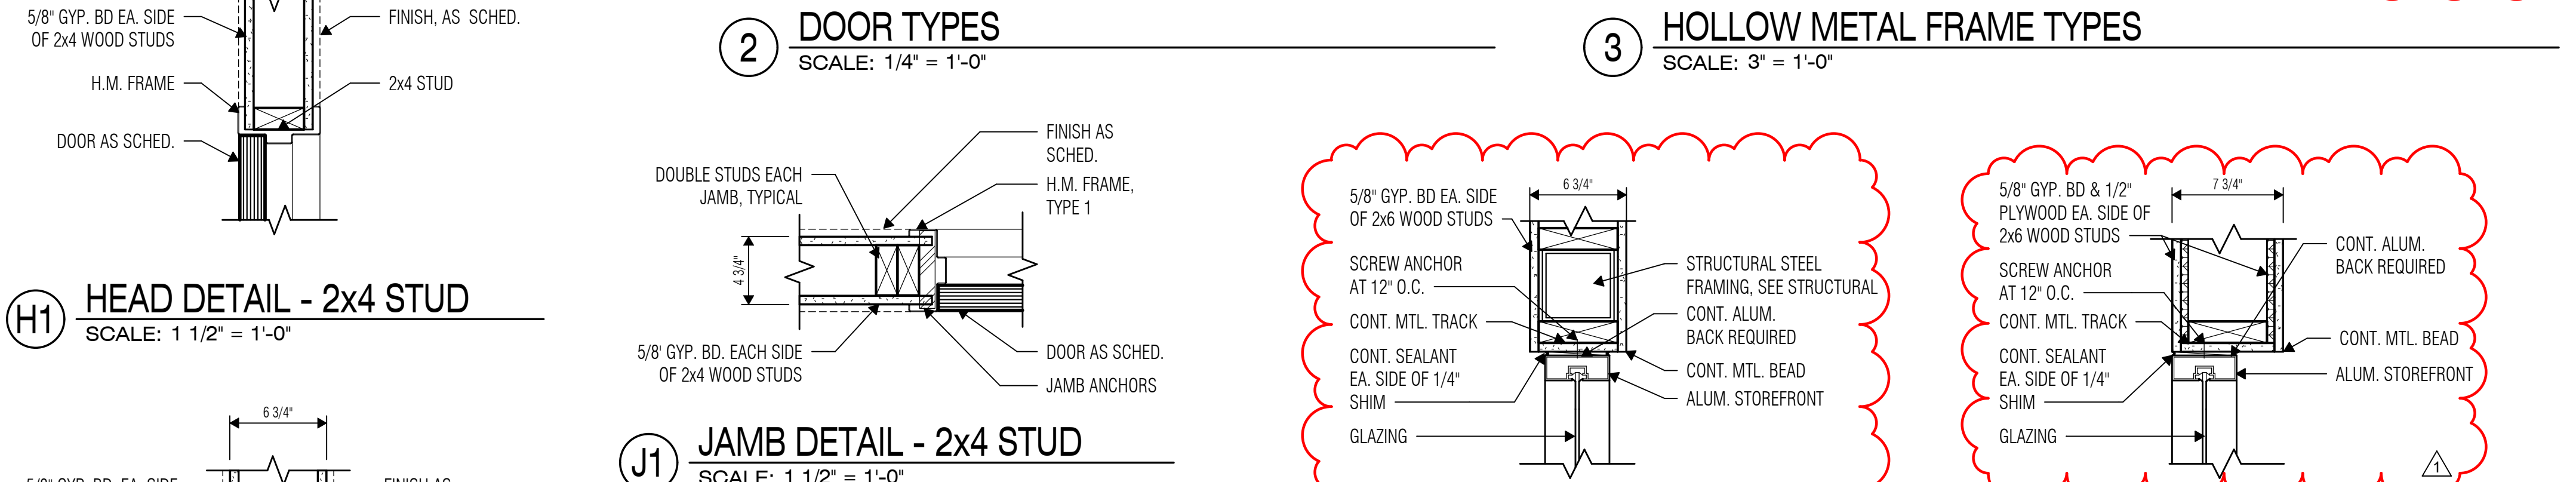 5/8" GYP. BD EA. SIDE
OF 2x4 WOOD STUDS
FINISH, AS SCHED.
H.M. FRAME
2x4 STUD
DOOR AS SCHED.
H1
HEAD DETAIL - 2x4 STUD
SCALE: 1 1/2" = 1'-0"
6 3/4"
2
DOOR TYPES
SCALE: 1/4" = 1'-0"
3
HOLLOW METAL FRAME TYPES
SCALE: 3" = 1'-0"
DOUBLE STUDS EACH
JAMB, TYPICAL
FINISH AS
SCHED.
H.M. FRAME,
TYPE 1
4 3/4"
5/8' GYP. BD. EACH SIDE
OF 2x4 WOOD STUDS
DOOR AS SCHED.
JAMB ANCHORS
J1
JAMB DETAIL - 2x4 STUD
SCALE: 1 1/2" = 1'-0"
6 3/4"
5/8" GYP. BD EA. SIDE
OF 2x6 WOOD STUDS
SCREW ANCHOR
AT 12" O.C.
CONT. MTL. TRACK
CONT. SEALANT
EA. SIDE OF 1/4"
SHIM
GLAZING
STRUCTURAL STEEL
FRAMING, SEE STRUCTURAL
CONT. ALUM.
BACK REQUIRED
CONT. MTL. BEAD
ALUM. STOREFRONT
7 3/4"
5/8" GYP. BD & 1/2"
PLYWOOD EA. SIDE OF
2x6 WOOD STUDS
SCREW ANCHOR
AT 12" O.C.
CONT. MTL. TRACK
CONT. SEALANT
EA. SIDE OF 1/4"
SHIM
GLAZING
CONT. ALUM.
BACK REQUIRED
CONT. MTL. BEAD
ALUM. STOREFRONT
1